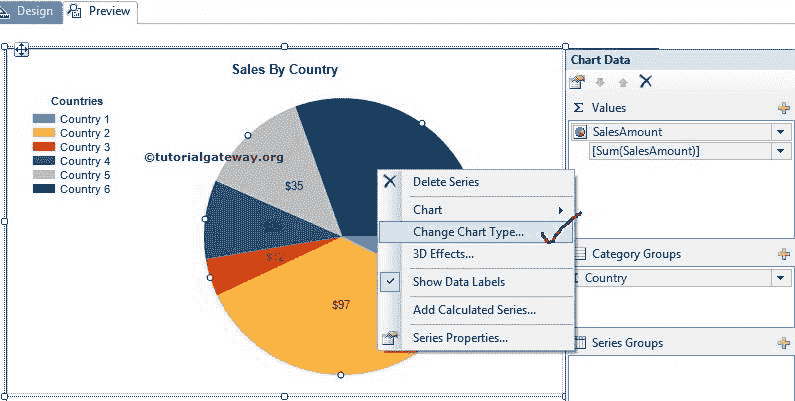 Design
Preview
Sales By Country
Countries
Country 1
Country 2
Country 3
Country 4
Country 5
Country 6
©tutorialgateway.org
$35
$12
$97
Delete Series
Chart
Change Chart Type...
3D Effects...
Show Data Labels
Add Calculated Series...
Series Properties...
Chart Data
Σ Values
SalesAmount
[Sum(SalesAmount)]
Category Groups
Country
Series Groups